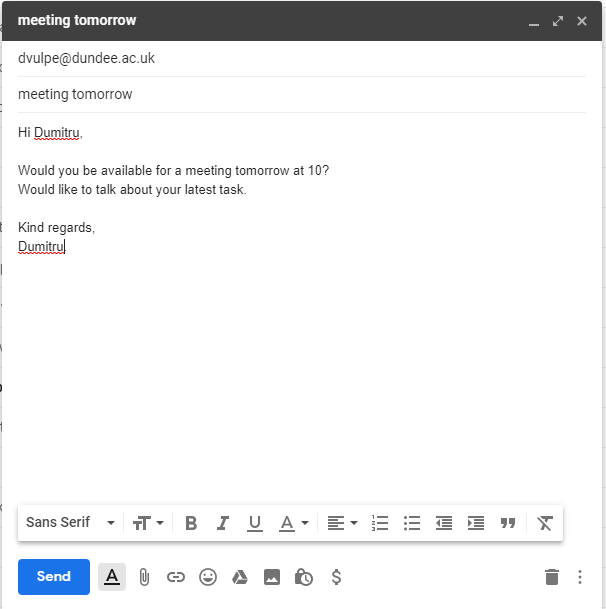 meeting tomorrow
dvulpe@dundee.ac.uk
meeting tomorrow
Hi Dumitru,
Would you be available for a meeting tomorrow at 10?
Would like to talk about your latest task.
Kind regards,
Dumitru
Sans Serif
Send